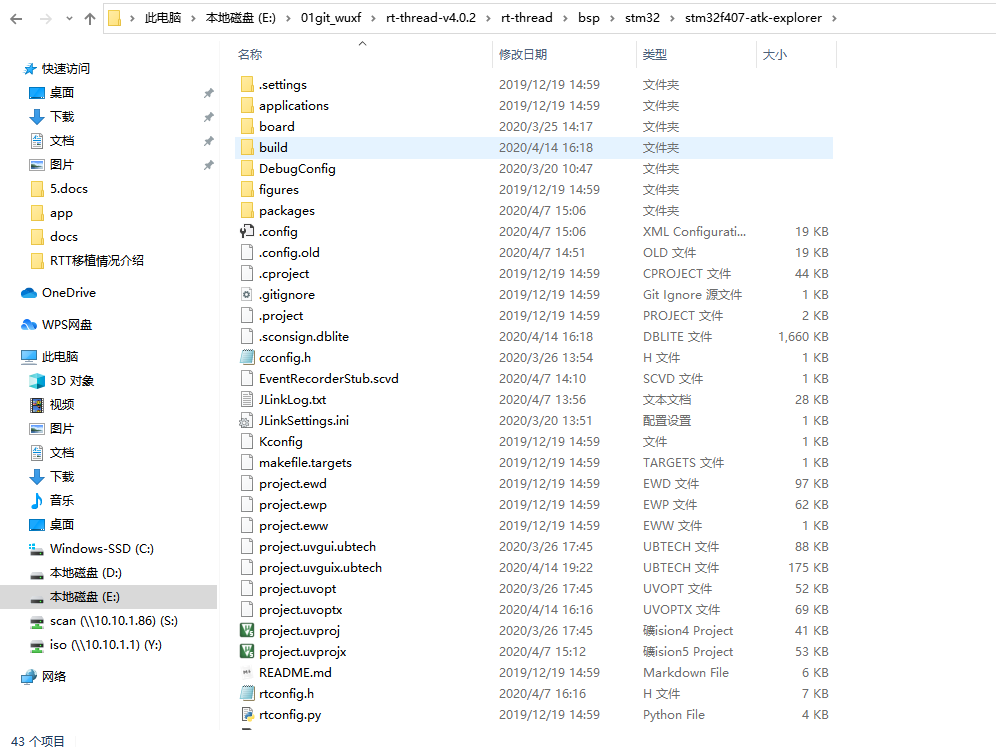 此电脑 › 本地磁盘 (E:) › 01git_wuxf › rt-thread-v4.0.2 › rt-thread › bsp › stm32 › stm32f407-atk-explorer ›
名称 修改日期 类型 大小
快速访问
桌面
下载
文档
图片
5.docs
app
docs
RTT移植情况介绍
OneDrive
WPS网盘
此电脑
3D 对象
视频
图片
文档
下载
音乐
桌面
Windows-SSD (C:)
本地磁盘 (D:)
本地磁盘 (E:)
scan (\\10.10.1.86) (S:)
iso (\\10.10.1.1) (Y:)
网络
.settings 2019/12/19 14:59 文件夹
applications 2019/12/19 14:59 文件夹
board 2020/3/25 14:17 文件夹
build 2020/4/14 16:18 文件夹
DebugConfig 2020/3/20 10:47 文件夹
figures 2019/12/19 14:59 文件夹
packages 2020/4/7 15:06 文件夹
.config 2020/4/7 15:06 XML Configurati... 19 KB
.config.old 2020/4/7 14:51 OLD 文件 19 KB
.cproject 2019/12/19 14:59 CPROJECT 文件 44 KB
.gitignore 2019/12/19 14:59 Git Ignore 源文件 1 KB
.project 2019/12/19 14:59 PROJECT 文件 2 KB
.sconsign.dblite 2020/4/14 16:18 DBLITE 文件 1,660 KB
cconfig.h 2020/3/26 13:54 H 文件 1 KB
EventRecorderStub.scvd 2020/4/7 14:10 SCVD 文件 1 KB
JLinkLog.txt 2020/4/7 13:56 文本文档 28 KB
JLinkSettings.ini 2020/3/20 13:51 配置设置 1 KB
Kconfig 2019/12/19 14:59 文件 1 KB
makefile.targets 2019/12/19 14:59 TARGETS 文件 1 KB
project.ewd 2019/12/19 14:59 EWD 文件 97 KB
project.ewp 2019/12/19 14:59 EWP 文件 62 KB
project.eww 2019/12/19 14:59 EWW 文件 1 KB
project.uvgui.ubtech 2020/3/26 17:45 UBTECH 文件 88 KB
project.uvguix.ubtech 2020/4/14 19:22 UBTECH 文件 175 KB
project.uvopt 2020/3/26 17:45 UVOPT 文件 52 KB
project.uvoptx 2020/4/14 16:16 UVOPTX 文件 69 KB
project.uvproj 2020/3/26 17:45 礦ision4 Project 41 KB
project.uvprojx 2020/4/7 15:12 礦ision5 Project 53 KB
README.md 2019/12/19 14:59 Markdown File 6 KB
rtconfig.h 2020/4/7 16:16 H 文件 7 KB
rtconfig.py 2019/12/19 14:59 Python File 4 KB
43 个项目